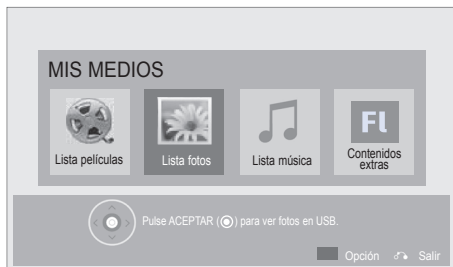 MIS MEDIOS
Lista películas
Lista fotos
Lista música
FL
Contenidos
extras
Pulse ACEPTAR (◉) para ver fotos en USB.
Opción
Salir